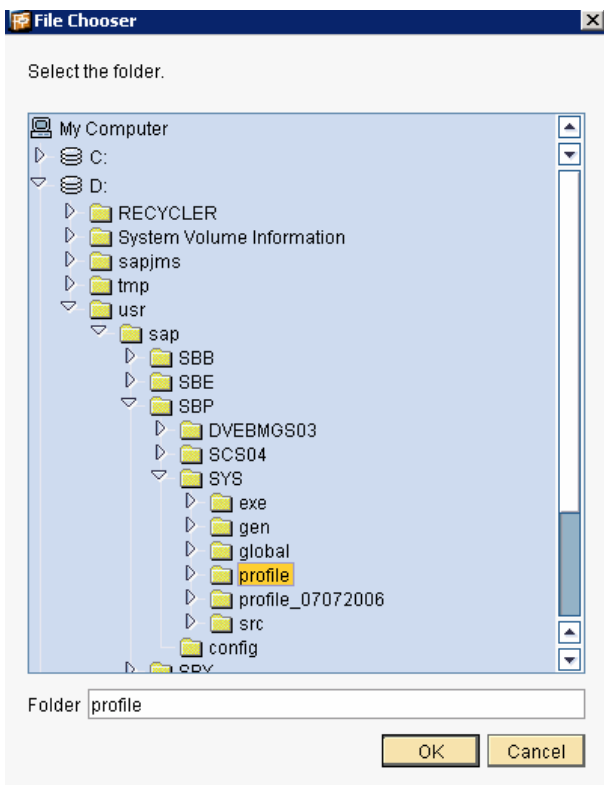 File Chooser
Select the folder.
My Computer
C:
D:
RECYCLER
System Volume Information
sapjms
tmp
usr
sap
SBB
SBE
SBP
DVEBMGS03
SCS04
SYS
exe
gen
global
profile
profile_07072006
src
config
Folder profile
OK Cancel